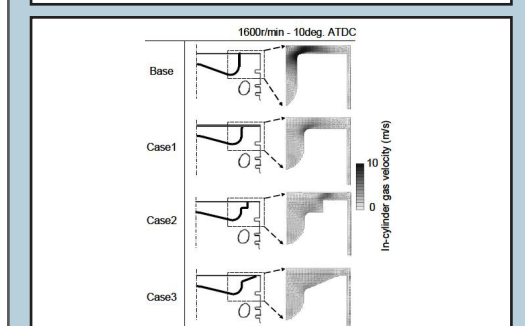 1600r/min - 10deg. ATDC
Base
Case1
Case2
Case3
10
0
In-cylinder gas velocity (m/s)